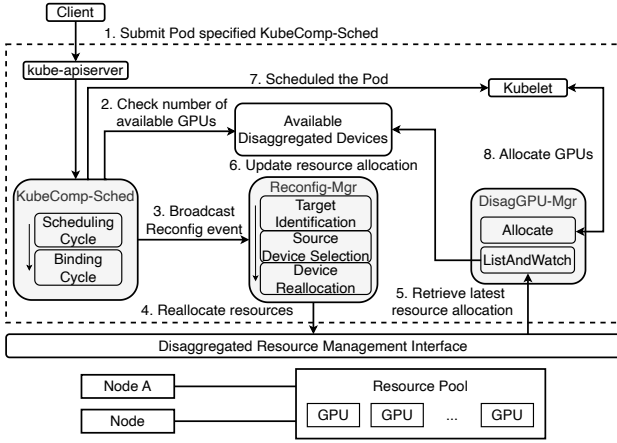 Client
1. Submit Pod specified KubeComp-Sched
kube-apiserver
7. Scheduled the Pod
Kubelet
2. Check number of
available GPUs
Available
Disaggregated Devices
8. Allocate GPUs
6. Update resource allocation
KubeComp-Sched
Scheduling
Cycle
Binding
Cycle
3. Broadcast
Reconfig event
Reconfig-Mgr
Target
Identification
Source
Device Selection
Device
Reallocation
DisagGPU-Mgr
Allocate
ListAndWatch
4. Reallocate resources
5. Retrieve latest
resource allocation
Disaggregated Resource Management Interface
Node A
Node
Resource Pool
GPU
GPU
...
GPU